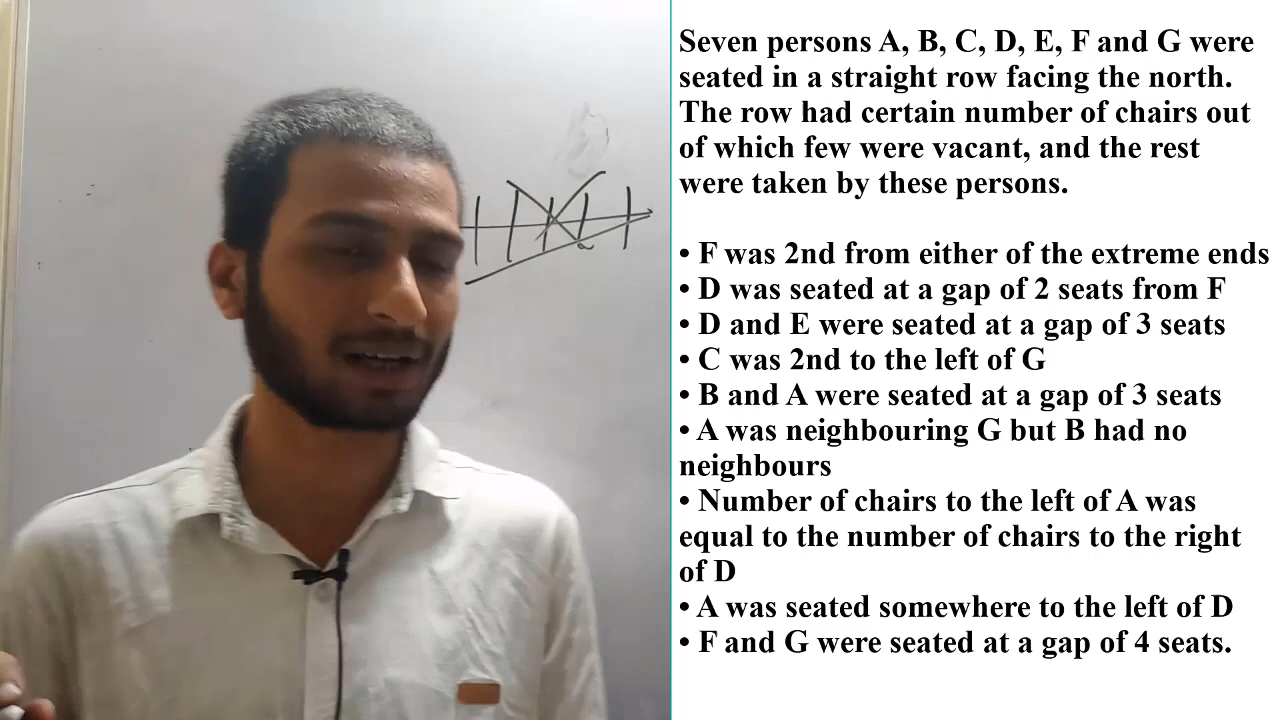 Seven persons A, B, C, D, E, F and G were
seated in a straight row facing the north.
The row had certain number of chairs out
of which few were vacant, and the rest
were taken by these persons.
• F was 2nd from either of the extreme ends
• D was seated at a gap of 2 seats from F
• D and E were seated at a gap of 3 seats
• C was 2nd to the left of G
• B and A were seated at a gap of 3 seats
• A was neighbouring G but B had no
neighbours
• Number of chairs to the left of A was
equal to the number of chairs to the right
of D
• A was seated somewhere to the left of D
• F and G were seated at a gap of 4 seats.